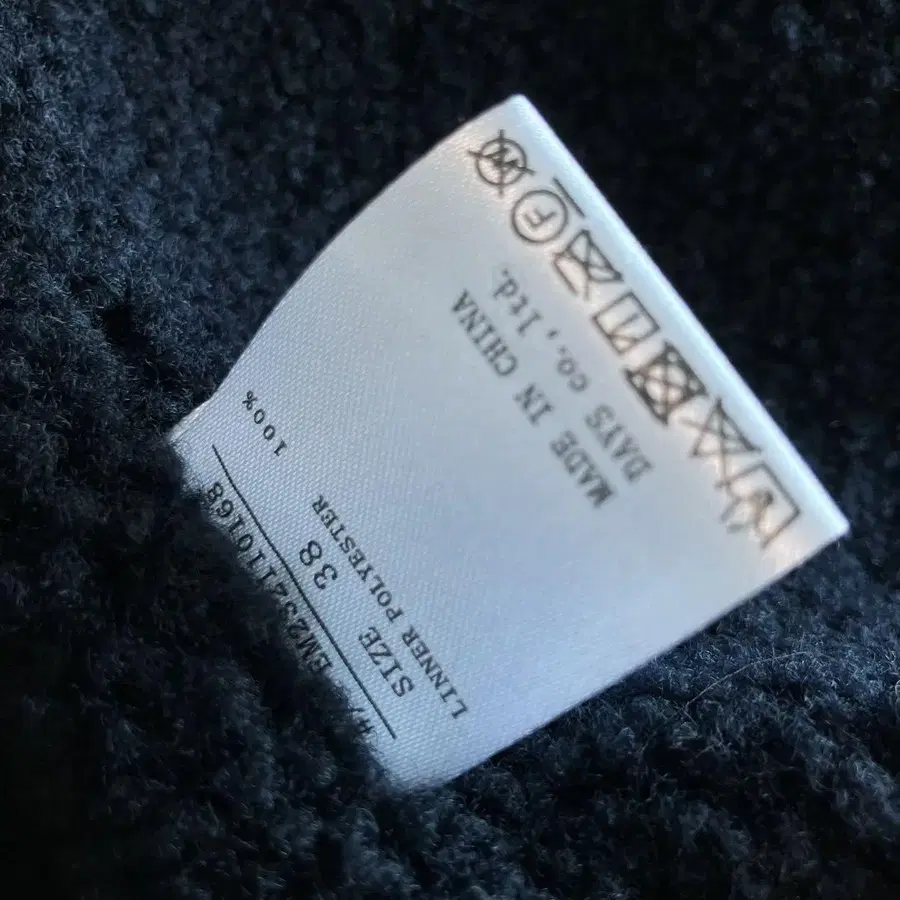 SIZE 38
LINNER POLYESTER 100%
MADE IN CHINA
DAYS co.,ltd.
F
W